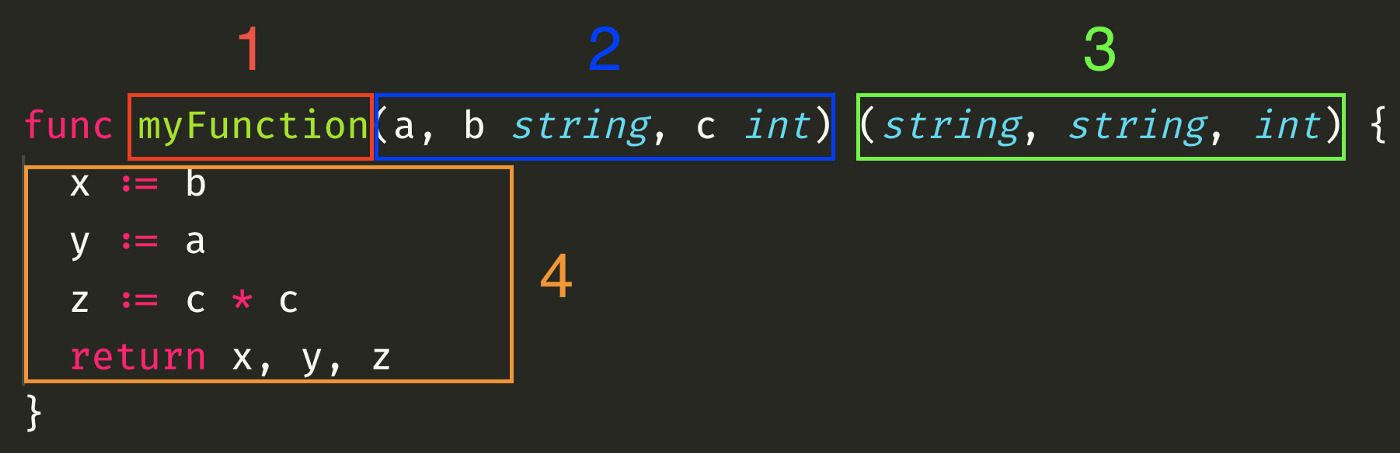 1 2 3
func myFunction(a, b string, c int) (string, string, int) {
x := b
y := a
z := c * c
4
return x, y, z
}